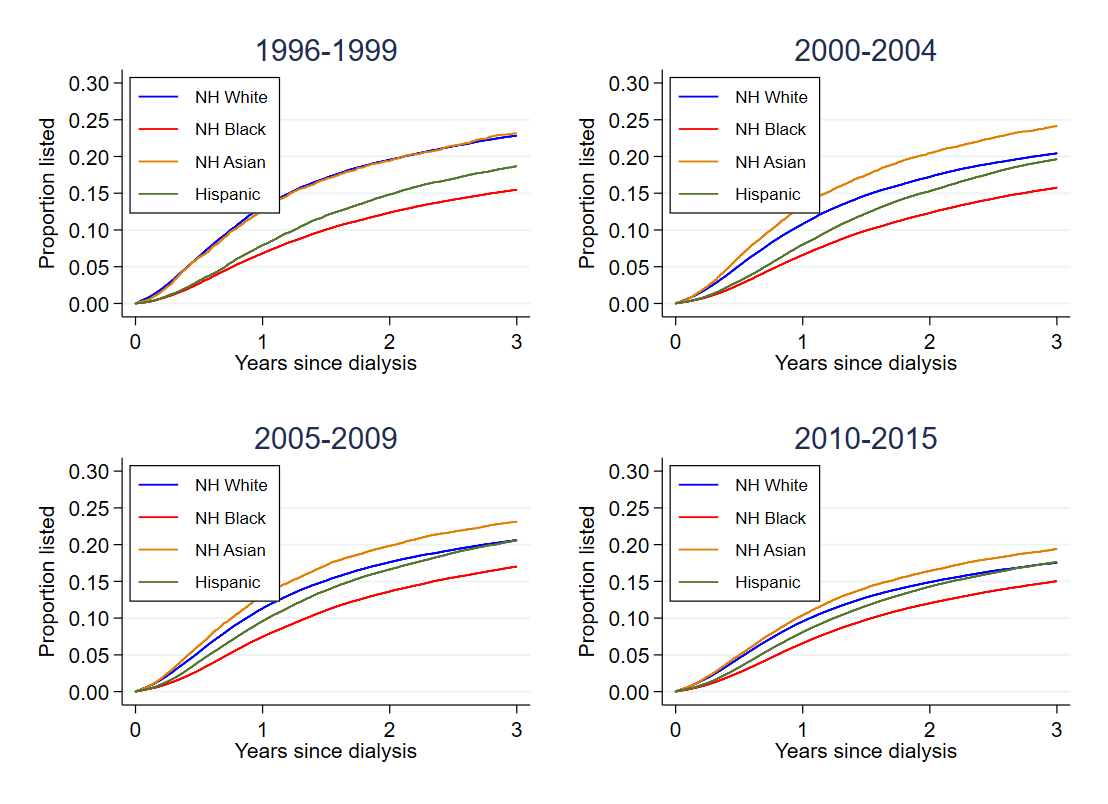 1996-1999
Proportion listed
0.30
0.25
0.20
0.15
0.10
0.05
0.00
NH White
NH Black
NH Asian
Hispanic
0 1 2 3
Years since dialysis
2000-2004
Proportion listed
0.30
0.25
0.20
0.15
0.10
0.05
0.00
NH White
NH Black
NH Asian
Hispanic
0 1 2 3
Years since dialysis
2005-2009
Proportion listed
0.30
0.25
0.20
0.15
0.10
0.05
0.00
NH White
NH Black
NH Asian
Hispanic
0 1 2 3
Years since dialysis
2010-2015
Proportion listed
0.30
0.25
0.20
0.15
0.10
0.05
0.00
NH White
NH Black
NH Asian
Hispanic
0 1 2 3
Years since dialysis